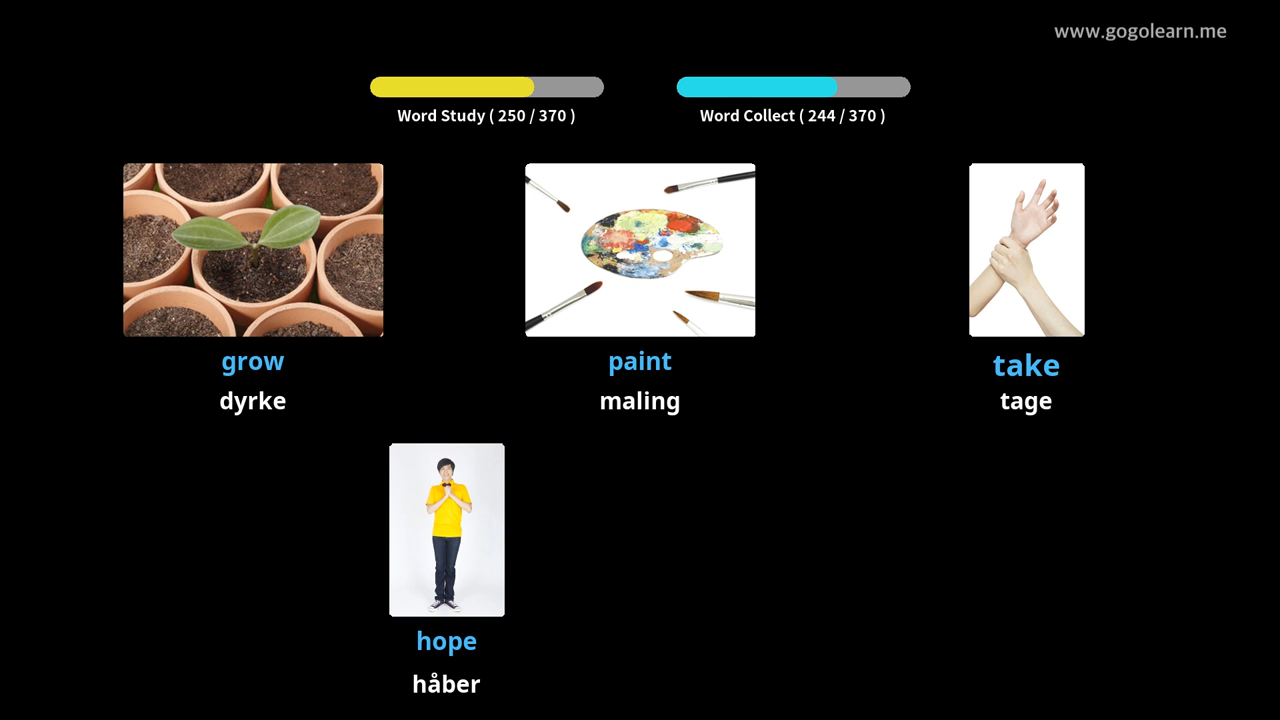 www.gogolearn.me
Word Study ( 250 / 370 )
Word Collect ( 244 / 370 )
grow
dyrke
paint
maling
take
tage
hope
håber